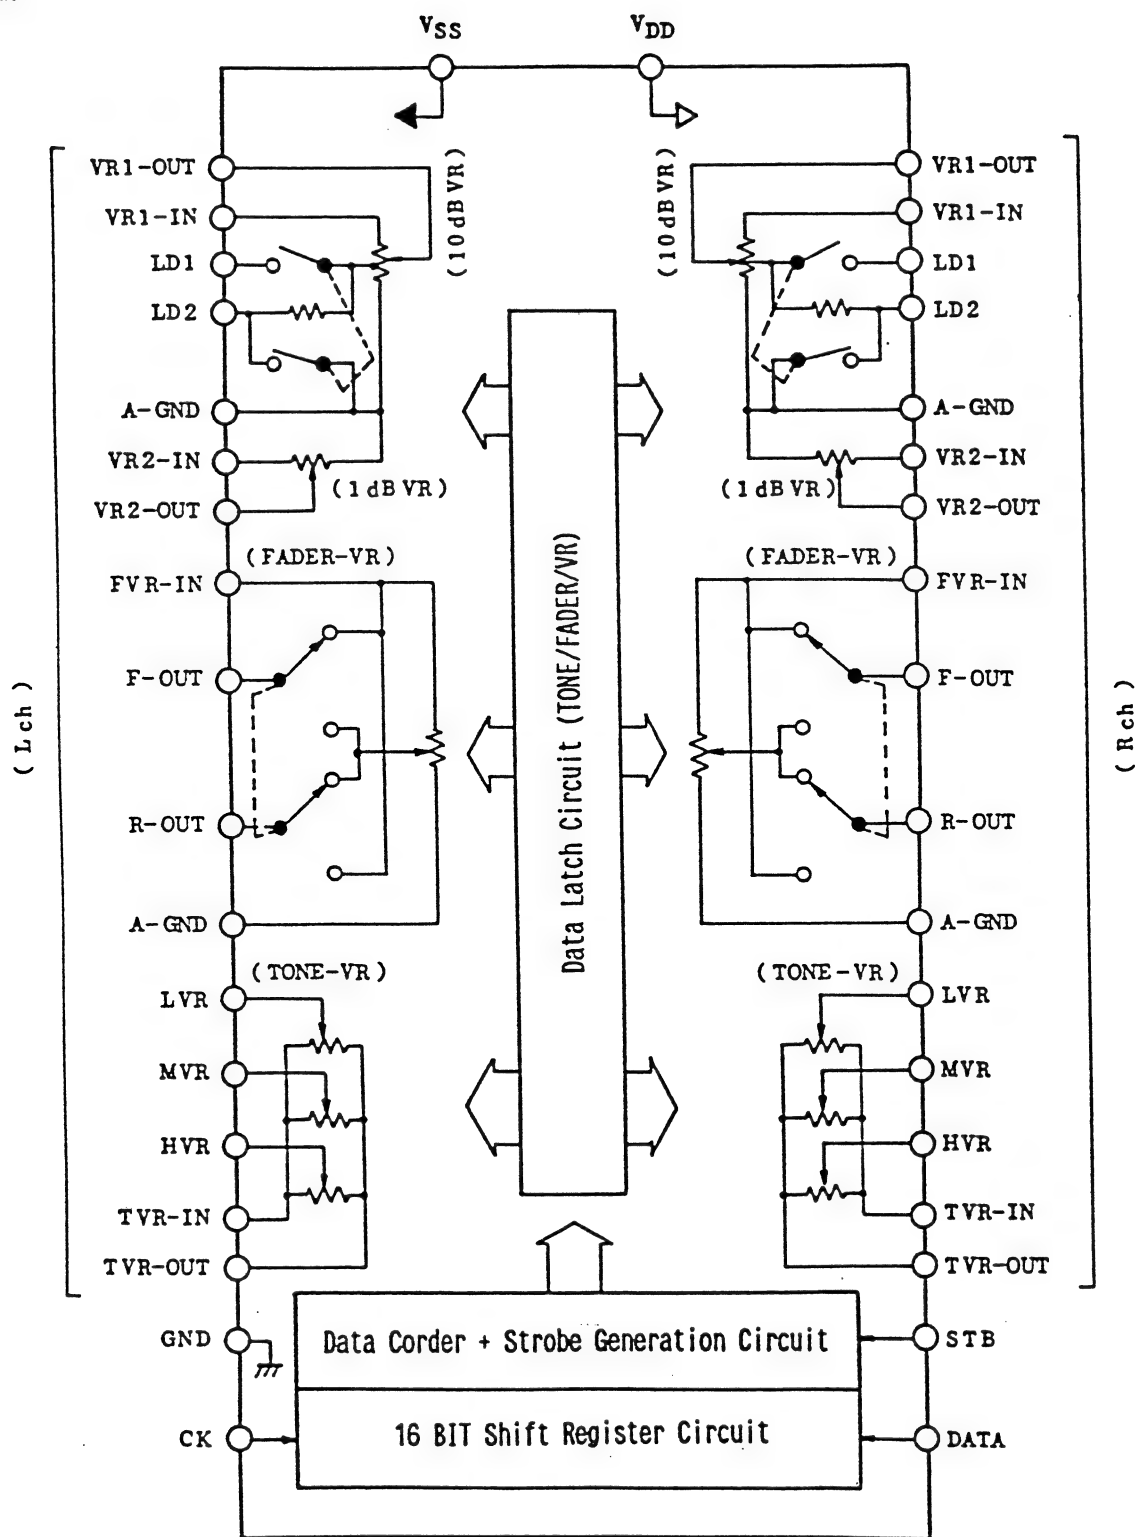 VSS VDD
VR1-OUT
VR1-IN
LD1
LD2
A-GND
VR2-IN
VR2-OUT
FVR-IN
F-OUT
R-OUT
A-GND
LVR
MVR
HVR
TVR-IN
TVR-OUT
GND
CK
(Lch)
(10dBVR)
(1dBVR)
(FADER-VR)
(TONE-VR)
Data Latch Circuit (TONE/FADER/VR)
(10dBVR)
(1dBVR)
(FADER-VR)
(TONE-VR)
VR1-OUT
VR1-IN
LD1
LD2
A-GND
VR2-IN
VR2-OUT
FVR-IN
F-OUT
R-OUT
A-GND
LVR
MVR
HVR
TVR-IN
TVR-OUT
STB
DATA
(Rch)
Data Corder + Strobe Generation Circuit
16 BIT Shift Register Circuit